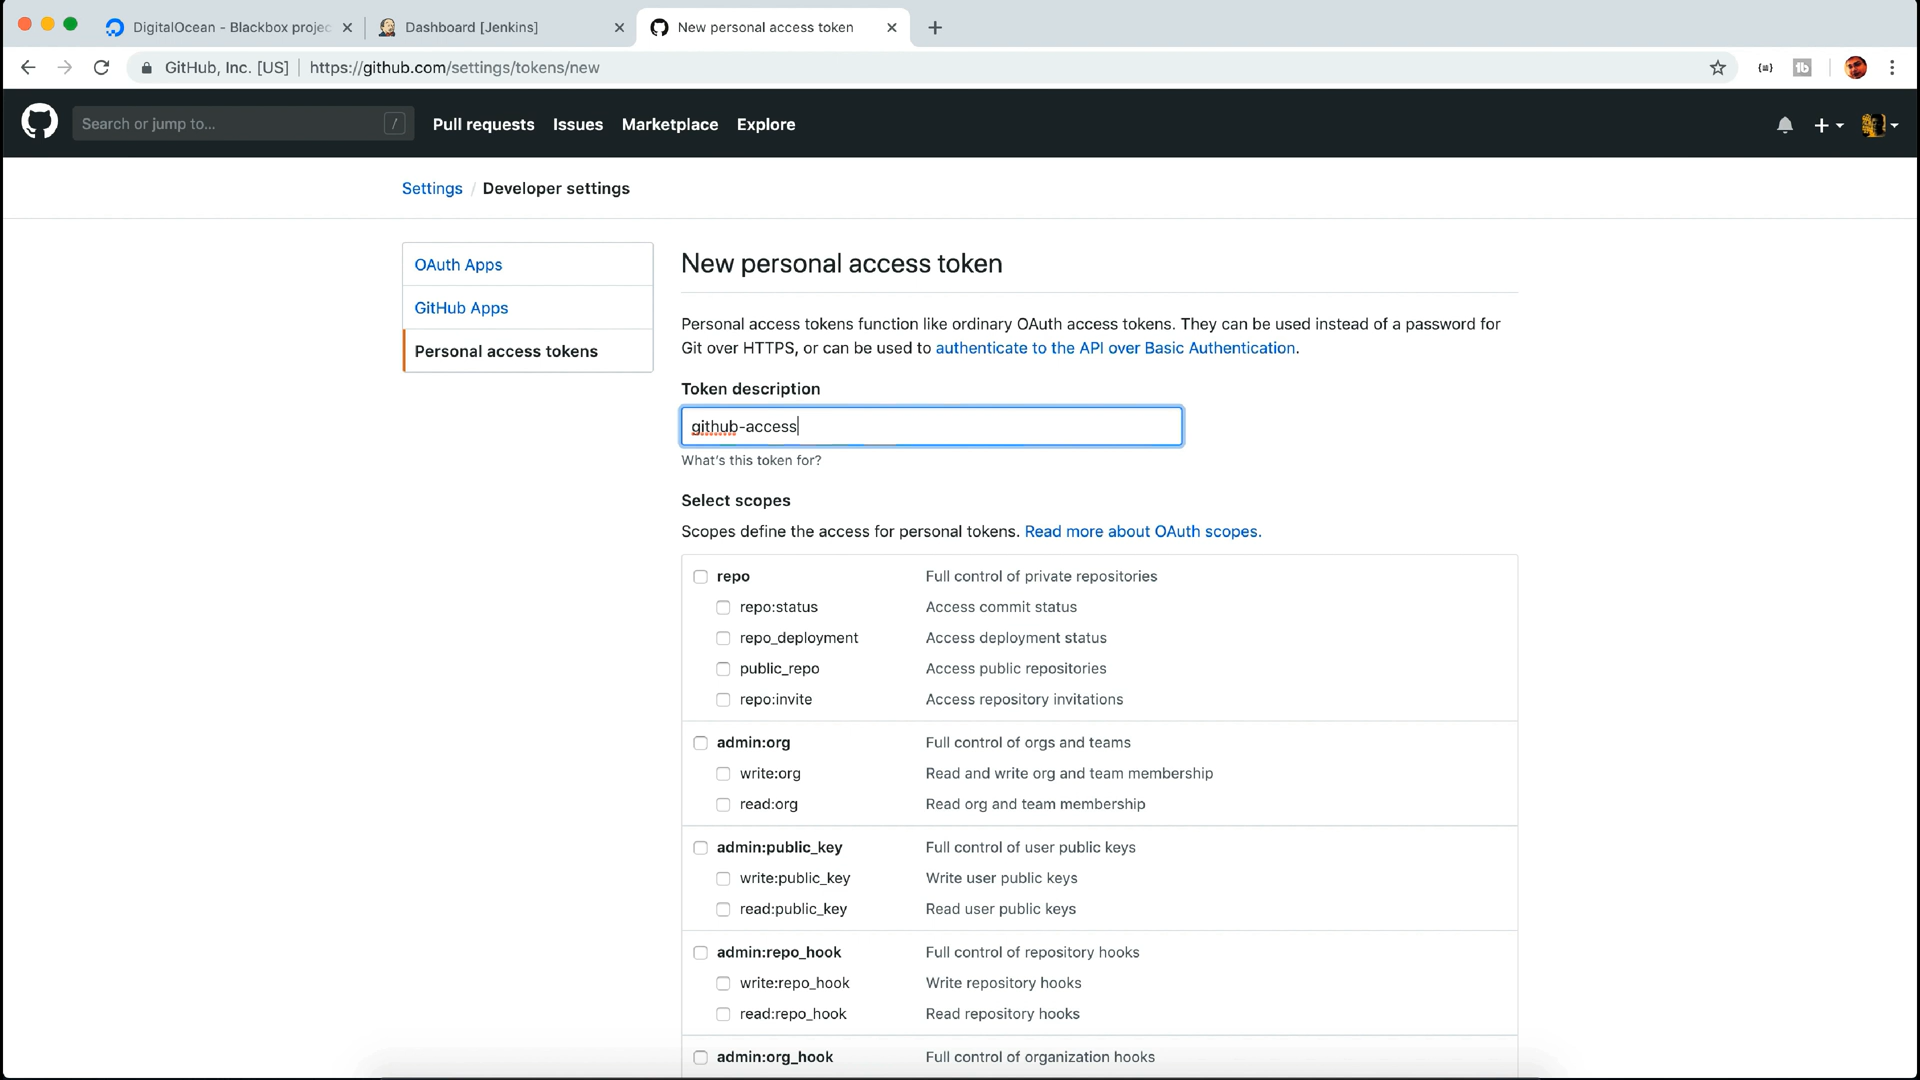 DigitalOcean - Blackbox projec
Dashboard [Jenkins]
New personal access token
GitHub, Inc. [US]
https://github.com/settings/tokens/new
Search or jump to...
/
Pull requests
Issues
Marketplace
Explore
Settings / Developer settings
OAuth Apps
GitHub Apps
Personal access tokens
New personal access token
Personal access tokens function like ordinary OAuth access tokens. They can be used instead of a password for
Git over HTTPS, or can be used to authenticate to the API over Basic Authentication.
Token description
github-access
What's this token for?
Select scopes
Scopes define the access for personal tokens. Read more about OAuth scopes.
repo Full control of private repositories
repo:status Access commit status
repo_deployment Access deployment status
public_repo Access public repositories
repo:invite Access repository invitations
admin:org Full control of orgs and teams
write:org Read and write org and team membership
read:org Read org and team membership
admin:public_key Full control of user public keys
write:public_key Write user public keys
read:public_key Read user public keys
admin:repo_hook Full control of repository hooks
write:repo_hook Write repository hooks
read:repo_hook Read repository hooks
admin:org_hook Full control of organization hooks